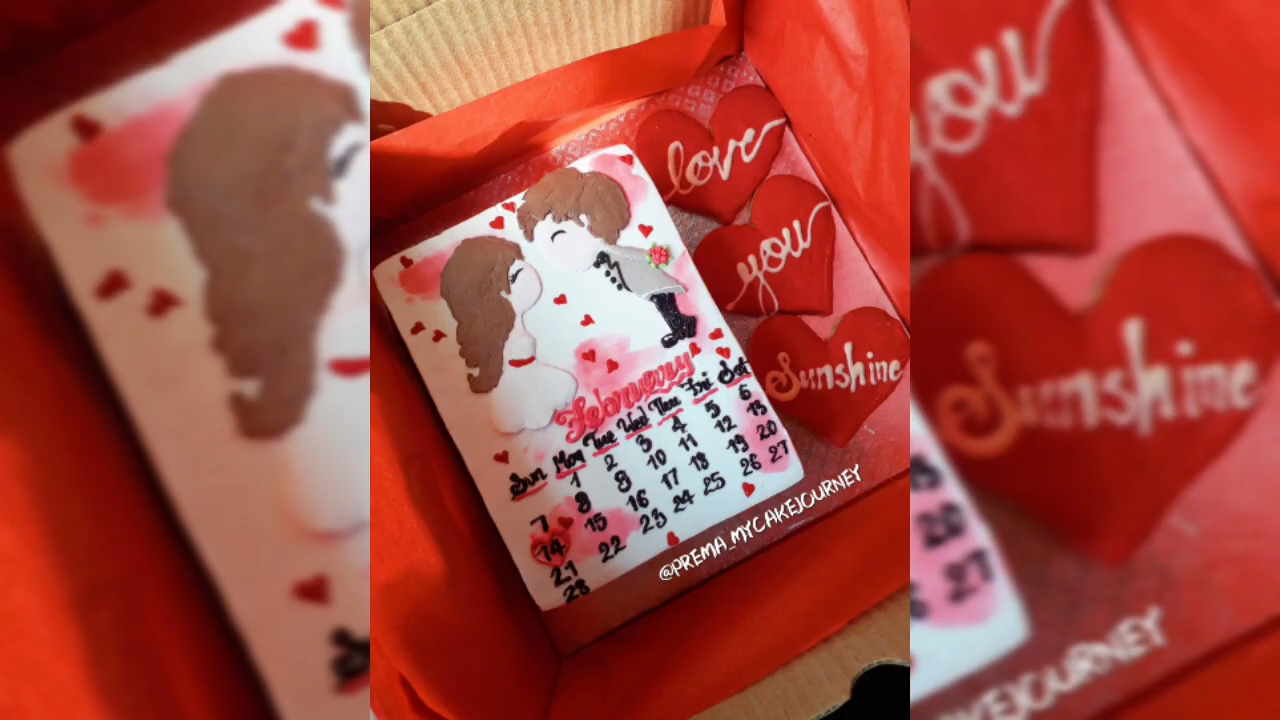 love
you
Sunshine
February
Sun Mon Tue Wed Thu Fri Sat
1 2 3 4 5 6
7 8 9 10 11 12 13
14 15 16 17 18 19 20
21 22 23 24 25 26 27
28
@PREMA_MYCAKEJOURNEY